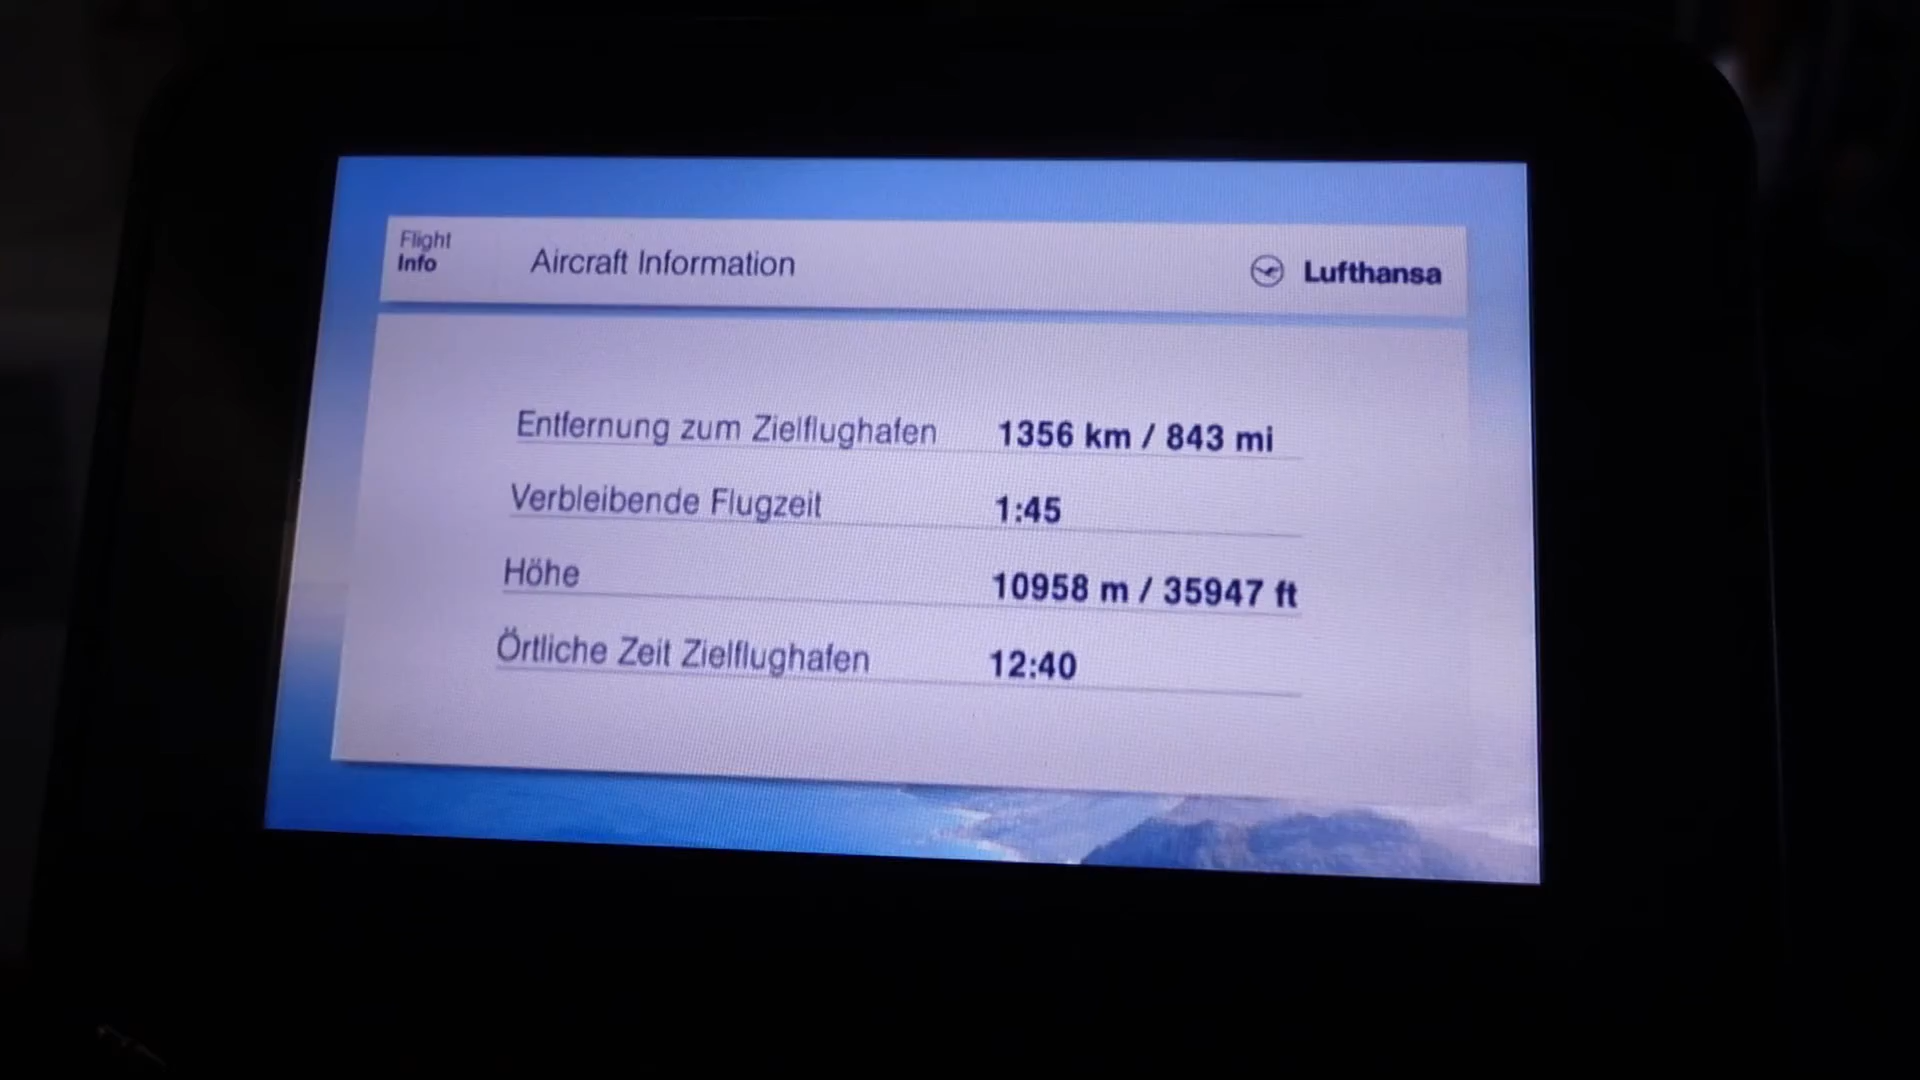 Flight
Info
Aircraft Information
Lufthansa
Entfernung zum Zielflughafen 1356 km / 843 mi
Verbleibende Flugzeit 1:45
Höhe 10958 m / 35947 ft
Örtliche Zeit Zielflughafen 12:40